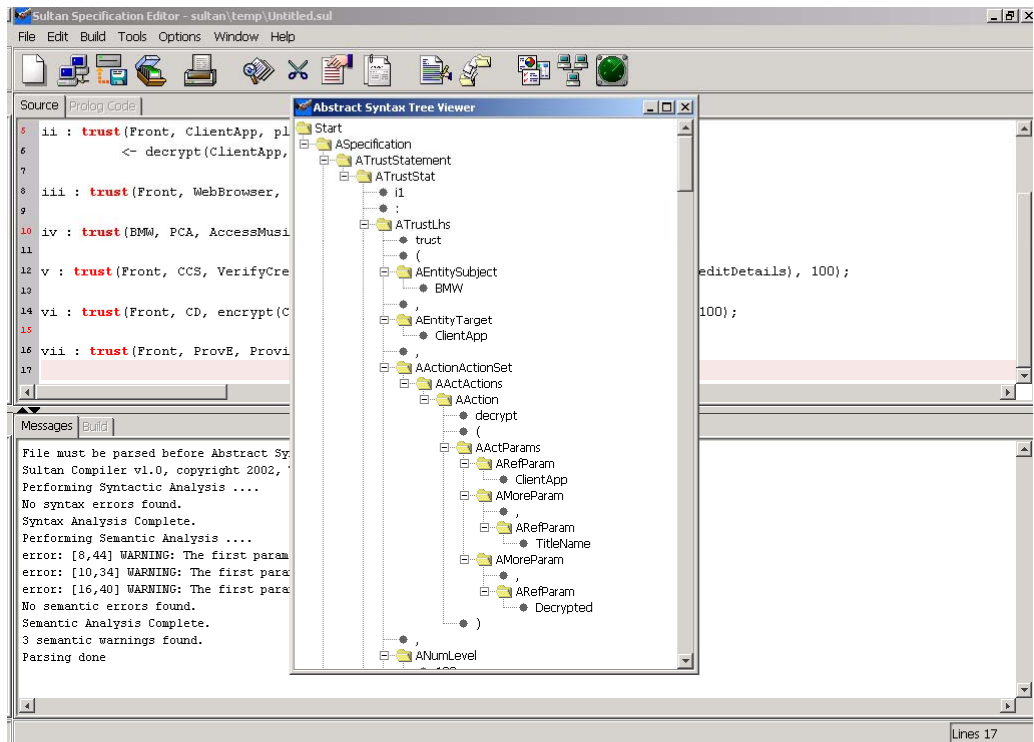 Sultan Specification Editor - sultan\temp\Untitled.sul
File Edit Build Tools Options Window Help
Source Prolog Code
5 ii : trust(Front, ClientApp, pl
6 <- decrypt(ClientApp,
7
8 iii : trust(Front, WebBrowser,
9
10 iv : trust(BMW, PCA, AccessMusi
11
12 v : trust(Front, CCS, VerifyCre editDetails), 100);
13
14 vi : trust(Front, CD, encrypt(C 100);
15
16 vii : trust(Front, ProvE, Provi
17
Abstract Syntax Tree Viewer
Start
ASpecification
ATrustStatement
ATrustStat
i1
:
ATrustLhs
trust
(
AEntitySubject
BMW
,
AEntityTarget
ClientApp
,
AActionActionSet
AActActions
AAction
decrypt
(
AActParams
ARefParam
ClientApp
AMoreParam
,
ARefParam
TitleName
AMoreParam
,
ARefParam
Decrypted
)
,
ANumLevel
Messages Build
File must be parsed before Abstract Sy
Sultan Compiler v1.0, copyright 2002,
Performing Syntactic Analysis ....
No syntax errors found.
Syntax Analysis Complete.
Performing Semantic Analysis ....
error: [8,44] WARNING: The first param
error: [10,34] WARNING: The first para
error: [16,40] WARNING: The first para
No semantic errors found.
Semantic Analysis Complete.
3 semantic warnings found.
Parsing done
Lines 17